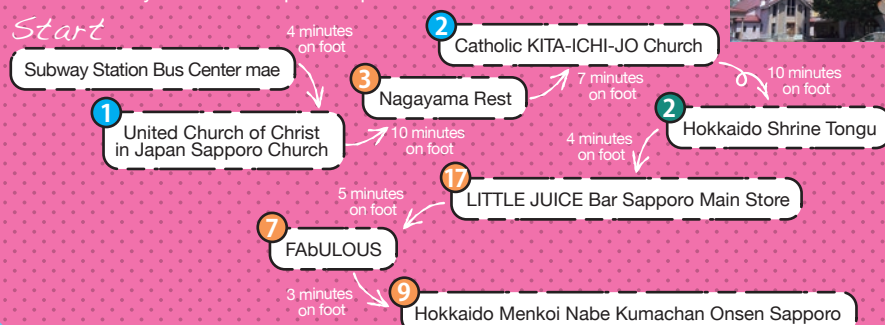 Start
Subway Station Bus Center mae
4 minutes
on foot
1
United Church of Christ
in Japan Sapporo Church
10 minutes
on foot
3
Nagayama Rest
7 minutes
on foot
2
Catholic KITA-ICHI-JO Church
10 minutes
on foot
2
Hokkaido Shrine Tongu
4 minutes
on foot
17
LITTLE JUICE Bar Sapporo Main Store
5 minutes
on foot
7
FAbULOUS
3 minutes
on foot
9
Hokkaido Menkoi Nabe Kumachan Onsen Sapporo